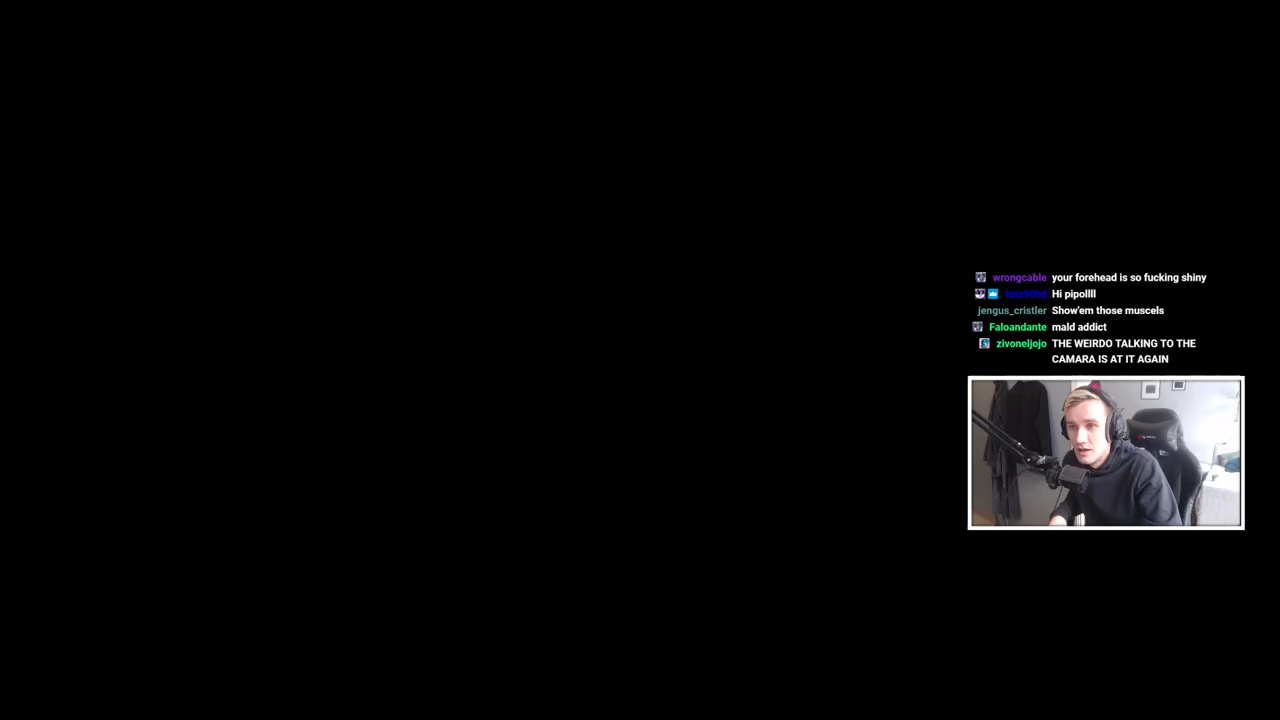 wrongcable your forehead is so fucking shiny
Hi pipollll
jengus_cristler Show'em those muscels
Faloandante mald addict
zivoneljojo THE WEIRDO TALKING TO THE
CAMARA IS AT IT AGAIN